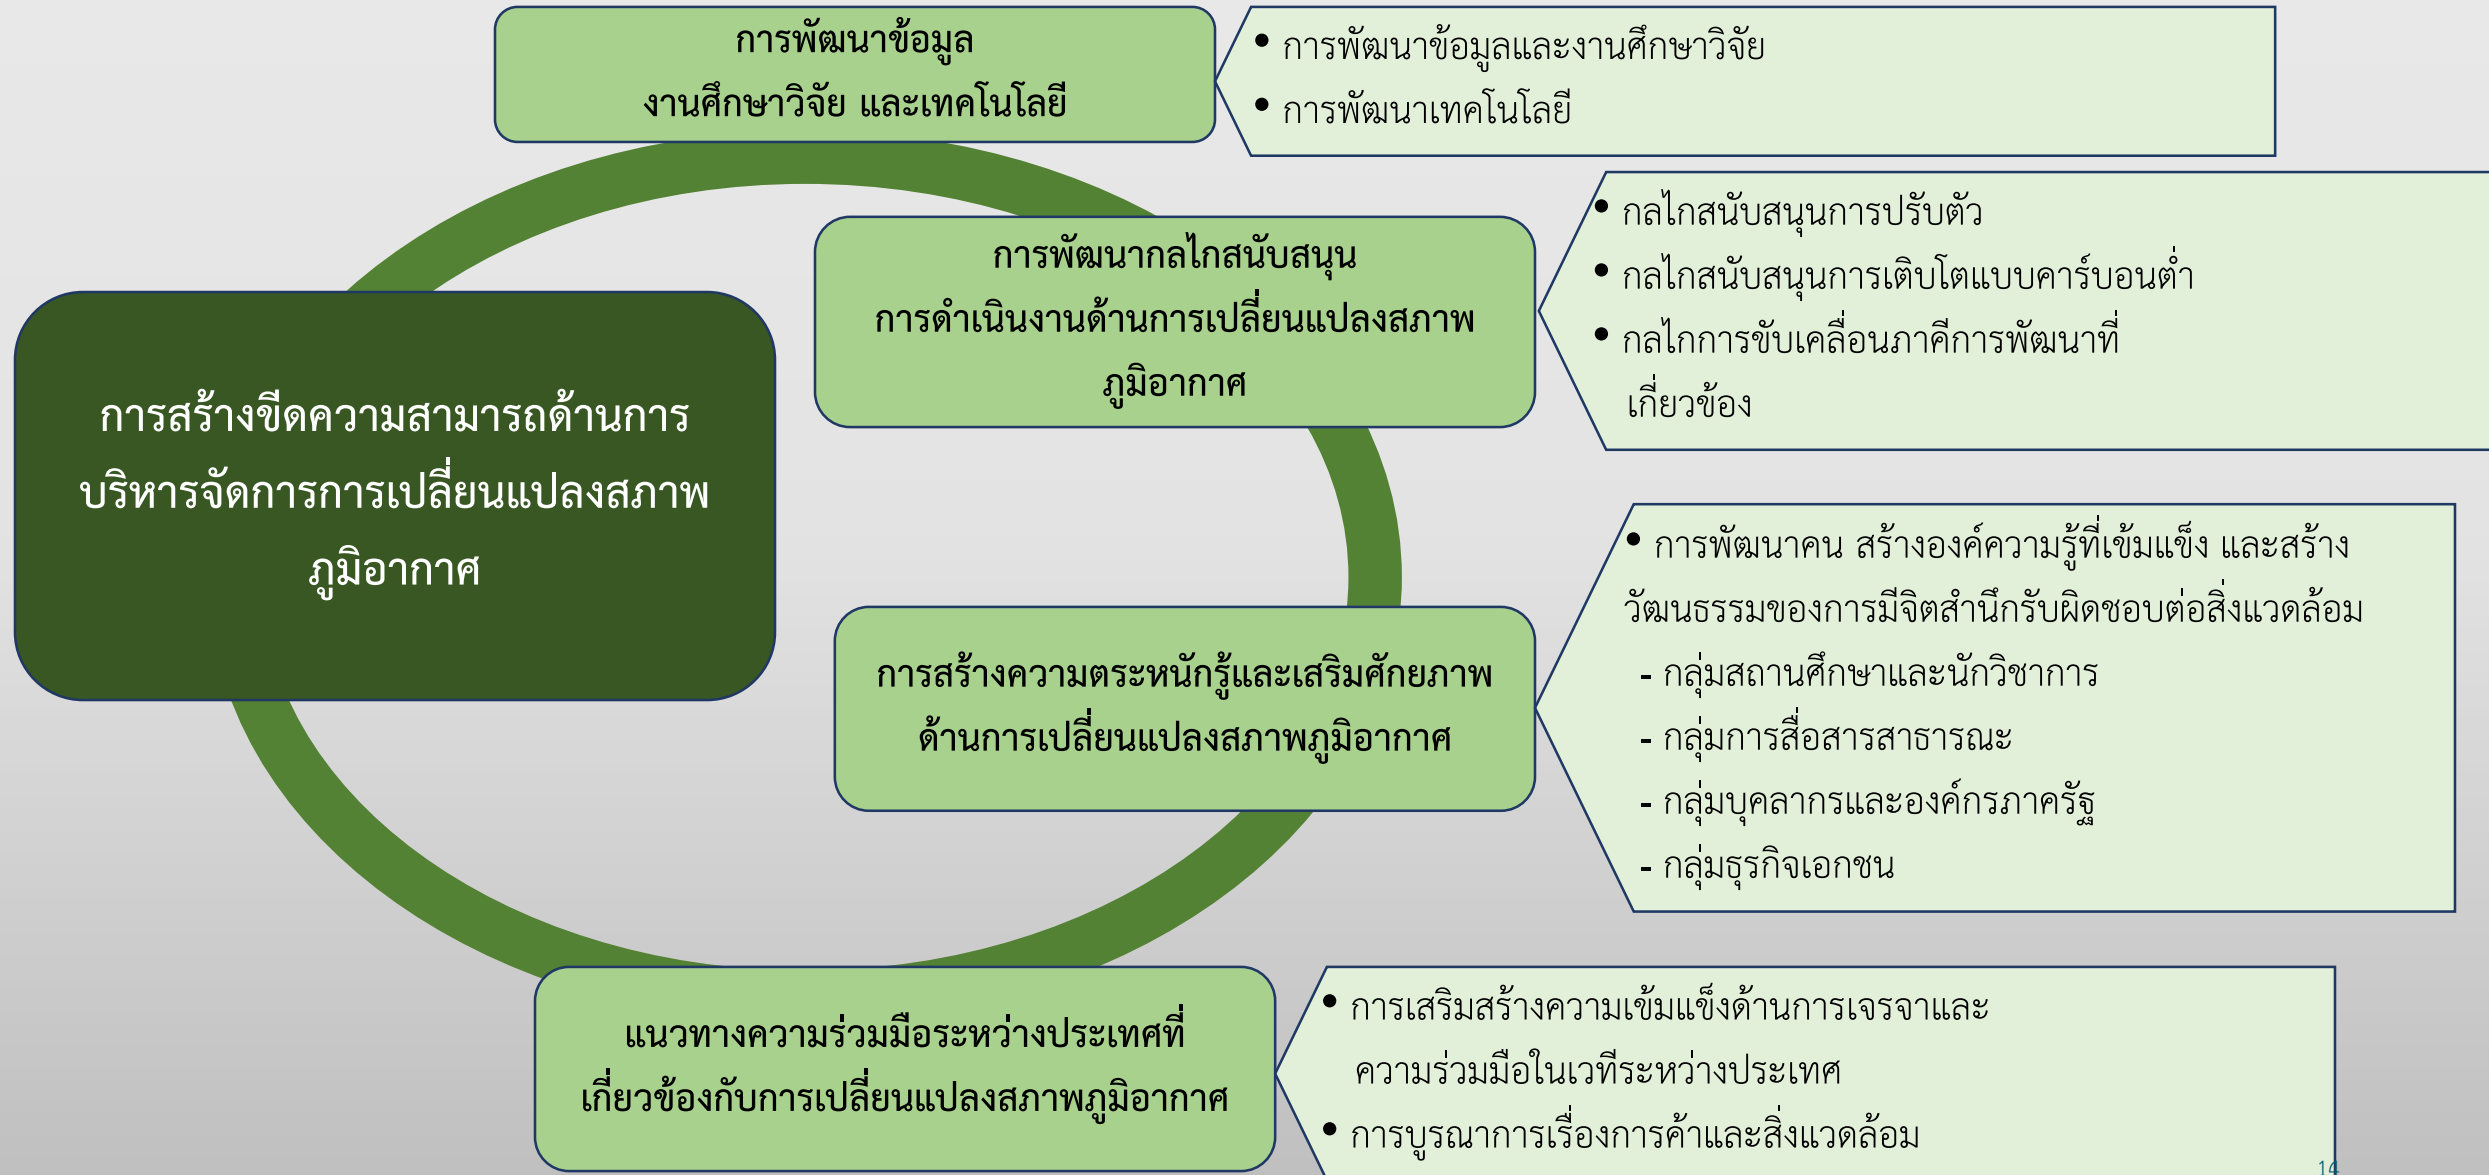 การพัฒนาข้อมูล
งานศึกษาวิจัย และเทคโนโลยี
• การพัฒนาข้อมูลและงานศึกษาวิจัย
• การพัฒนาเทคโนโลยี
การพัฒนากลไกสนับสนุน
การดำเนินงานด้านการเปลี่ยนแปลงสภาพ
ภูมิอากาศ
• กลไกสนับสนุนการปรับตัว
• กลไกสนับสนุนการเติบโตแบบคาร์บอนต่ำ
• กลไกการขับเคลื่อนภาคีการพัฒนาที่
เกี่ยวข้อง
การสร้างขีดความสามารถด้านการ
บริหารจัดการการเปลี่ยนแปลงสภาพ
ภูมิอากาศ
การสร้างความตระหนักรู้และเสริมศักยภาพ
ด้านการเปลี่ยนแปลงสภาพภูมิอากาศ
• การพัฒนาคน สร้างองค์ความรู้ที่เข้มแข็ง และสร้าง
วัฒนธรรมของการมีจิตสำนึกรับผิดชอบต่อสิ่งแวดล้อม
- กลุ่มสถานศึกษาและนักวิชาการ
- กลุ่มการสื่อสารสาธารณะ
- กลุ่มบุคลากรและองค์กรภาครัฐ
- กลุ่มธุรกิจเอกชน
แนวทางความร่วมมือระหว่างประเทศที่
เกี่ยวข้องกับการเปลี่ยนแปลงสภาพภูมิอากาศ
• การเสริมสร้างความเข้มแข็งด้านการเจรจาและ
ความร่วมมือในเวทีระหว่างประเทศ
• การบูรณาการเรื่องการค้าและสิ่งแวดล้อม
14